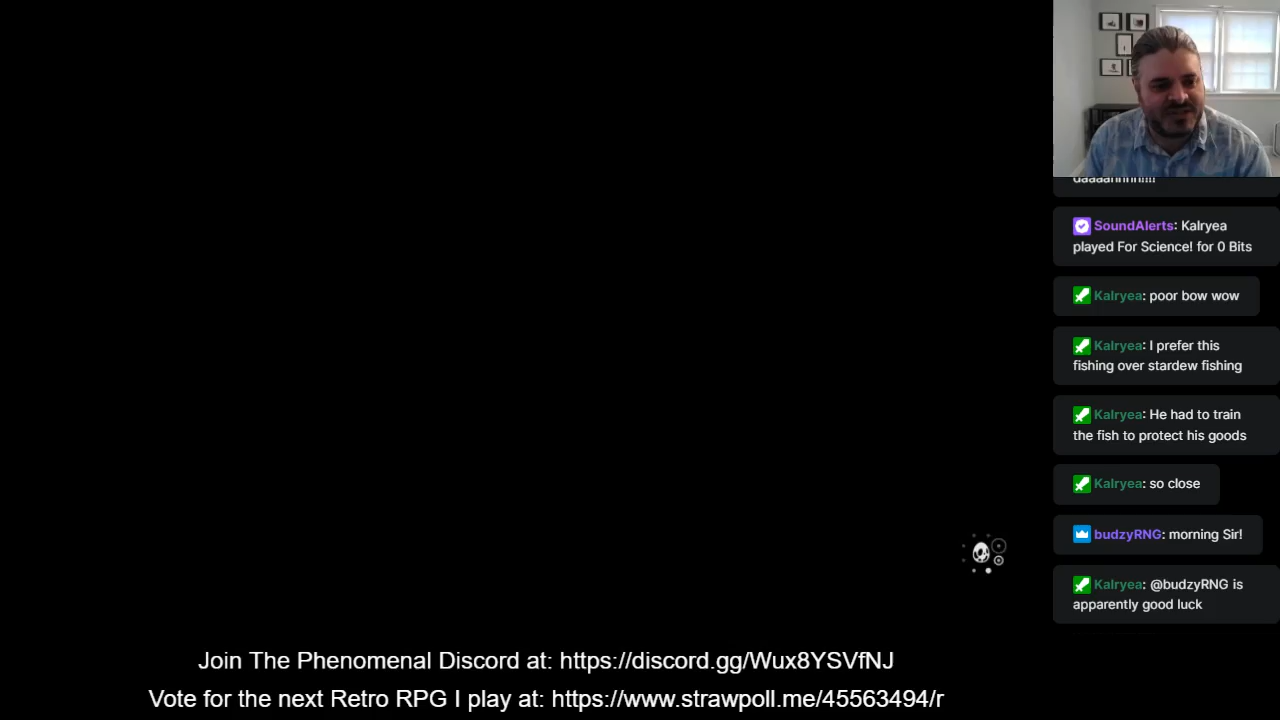 SoundAlerts: Kalryea
played For Science! for 0 Bits
Kalryea: poor bow wow
Kalryea: I prefer this
fishing over stardew fishing
Kalryea: He had to train
the fish to protect his goods
Kalryea: so close
budzyRNG: morning Sir!
Kalryea: @budzyRNG is
apparently good luck
Join The Phenomenal Discord at: https://discord.gg/Wux8YSVfNJ
Vote for the next Retro RPG I play at: https://www.strawpoll.me/45563494/r